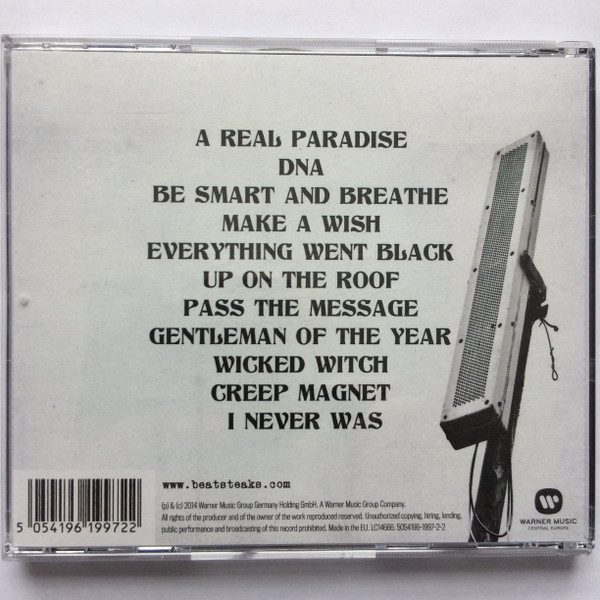 A REAL PARADISE
DNA
BE SMART AND BREATHE
MAKE A WISH
EVERYTHING WENT BLACK
UP ON THE ROOF
PASS THE MESSAGE
GENTLEMAN OF THE YEAR
WICKED WITCH
CREEP MAGNET
I NEVER WAS
www.beatsteaks.com
(p) & (c) 2014 Warner Music Group Germany Holding GmbH. A Warner Music Group Company.
All rights of the producer and of the owner of the work reproduced reserved. Unauthorized copying, hiring, lending,
public performance and broadcasting of this record prohibited. Made in the EU. LC14666. 5054196-1997-2-2
5 054196 199722
WARNER MUSIC
CENTRAL EUROPE